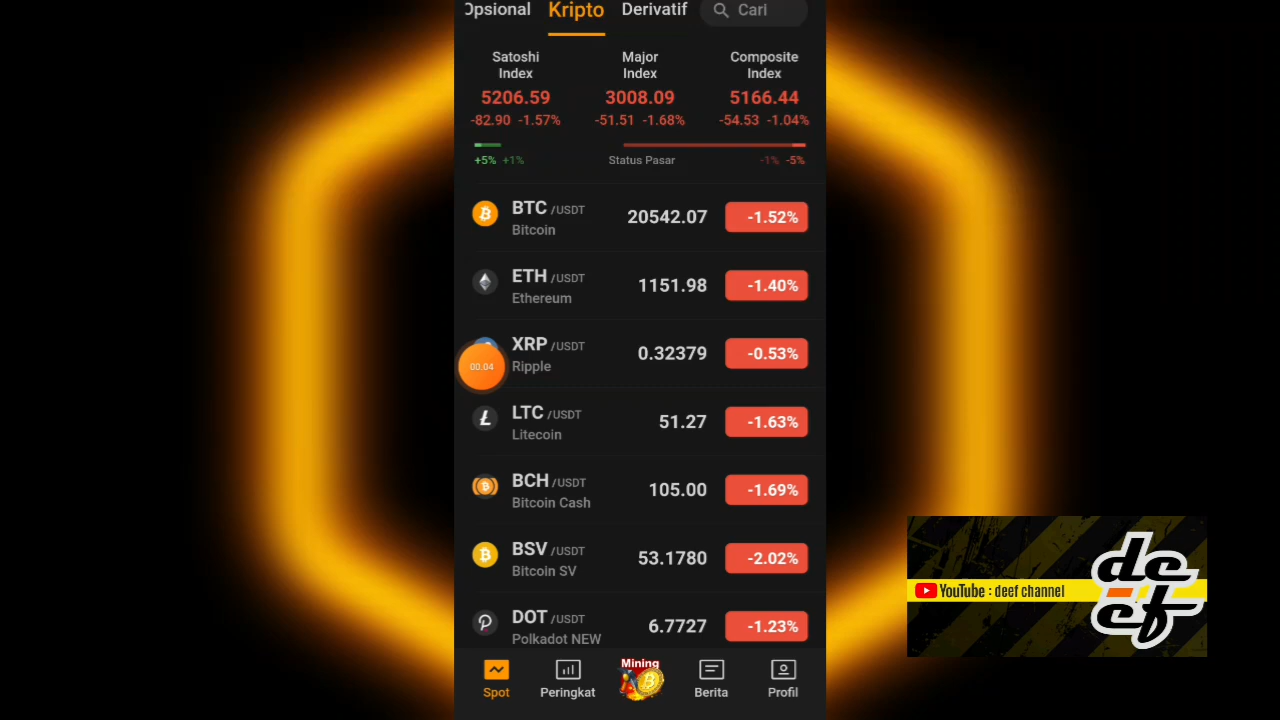 Opsional Kripto Derivatif Cari
Satoshi Index
Major Index
Composite Index
5206.59 3008.09 5166.44
-82.90 -1.57% -51.51 -1.68% -54.53 -1.04%
+5% +1% Status Pasar -1% -5%
BTC /USDT 20542.07 -1.52%
Bitcoin
ETH /USDT 1151.98 -1.40%
Ethereum
XRP /USDT 0.32379 -0.53%
00.04
Ripple
LTC /USDT 51.27 -1.63%
Litecoin
BCH /USDT 105.00 -1.69%
Bitcoin Cash
BSV /USDT 53.1780 -2.02%
Bitcoin SV
DOT /USDT 6.7727 -1.23%
Polkadot NEW
Mining
Spot Peringkat Berita Profil
YouTube : deef channel
de
ef